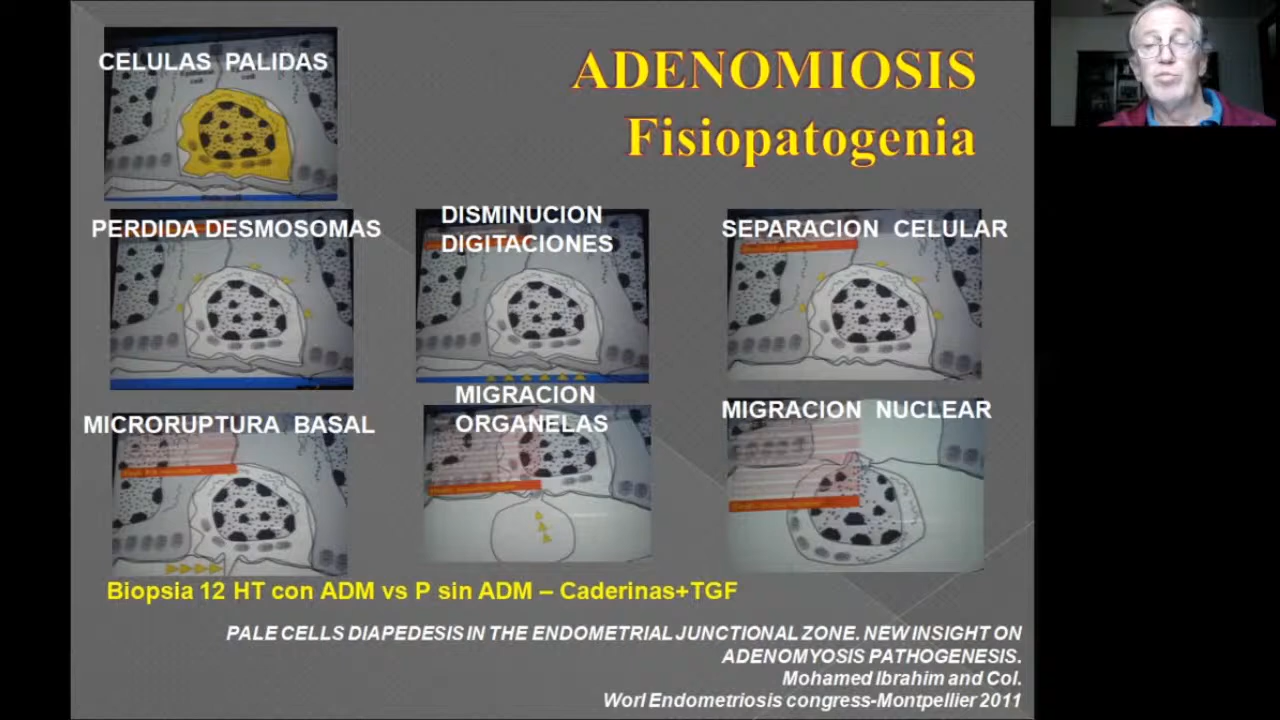 CELULAS PALIDAS
ADENOMIOSIS
Fisiopatogenia
PERDIDA DESMOSOMAS
DISMINUCION
DIGITACIONES
SEPARACION CELULAR
MICRORUPTURA BASAL
MIGRACION
ORGANELAS
MIGRACION NUCLEAR
Biopsia 12 HT con ADM vs P sin ADM – Caderinas+TGF
PALE CELLS DIAPEDESIS IN THE ENDOMETRIAL JUNCTIONAL ZONE. NEW INSIGHT ON
ADENOMYOSIS PATHOGENESIS.
Mohamed Ibrahim and Col.
Worl Endometriosis congress-Montpellier 2011